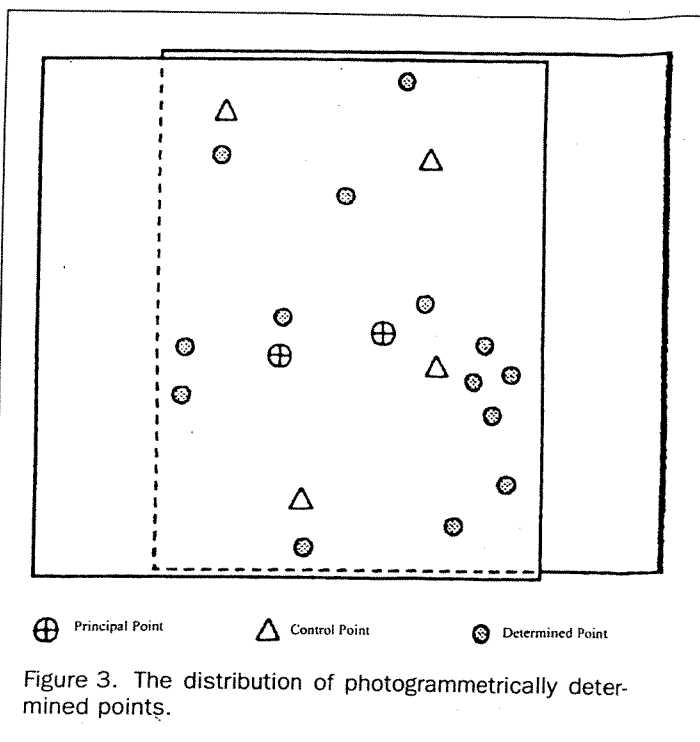 Principal Point
Control Point
Determined Point
Figure 3. The distribution of photogrammetrically deter-
mined points.